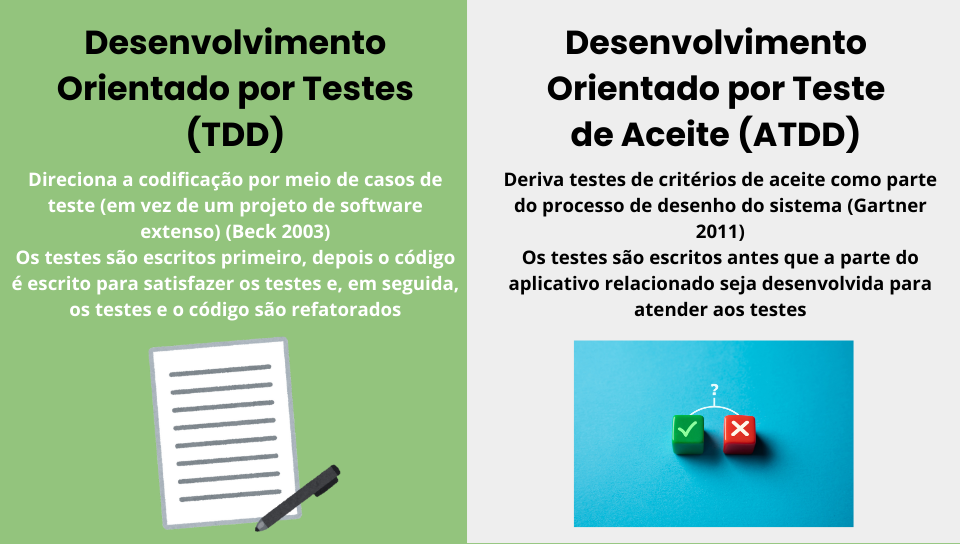 Desenvolvimento
Orientado por Testes
(TDD)
Direciona a codificação por meio de casos de
teste (em vez de um projeto de software
extenso) (Beck 2003)
Os testes são escritos primeiro, depois o código
é escrito para satisfazer os testes e, em seguida,
os testes e o código são refatorados
Desenvolvimento
Orientado por Teste
de Aceite (ATDD)
Deriva testes de critérios de aceite como parte
do processo de desenho do sistema (Gartner
2011)
Os testes são escritos antes que a parte do
aplicativo relacionado seja desenvolvida para
atender aos testes
?